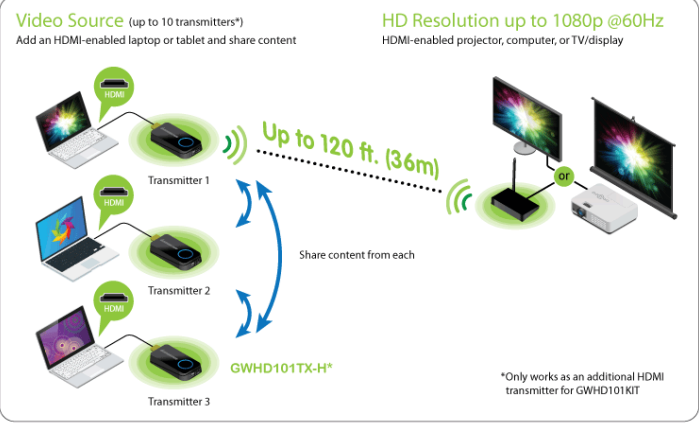 Video Source (up to 10 transmitters*)
Add an HDMI-enabled laptop or tablet and share content
HD Resolution up to 1080p @60Hz
HDMI-enabled projector, computer, or TV/display
HDMI
Up to 120 ft. (36m)
Transmitter 1
or
HDMI
Share content from each
Transmitter 2
HDMI
GWHD101TX-H*
Transmitter 3
*Only works as an additional HDMI
transmitter for GWHD101KIT